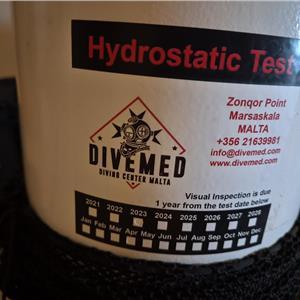 Hydrostatic Test
Zonqor Point
Marsaskala
MALTA
+356 21639981
info@divemed.com
www.divemed.com
DIVEMED
DIVING CENTER MALTA
Visual Inspection is due
1 year from the test date below
2021 2022 2023 2024 2025 2026 2027 2028
Jan Feb Mar Apr May Jun Jul Aug Sep Oct Nov Dec